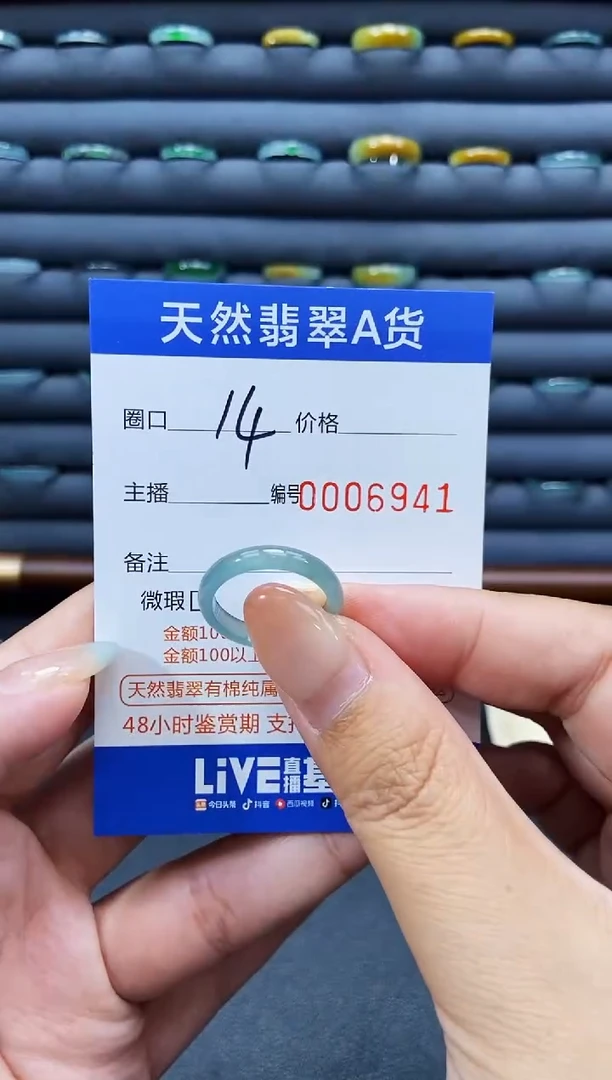 天然翡翠A货
圈口 14 价格
主播 编号0006941
备注
微瑕
金额10
金额100以上
天然翡翠有棉纯属
48小时鉴赏期 支持
LiVE直播基
今日头条 抖音 西瓜视频